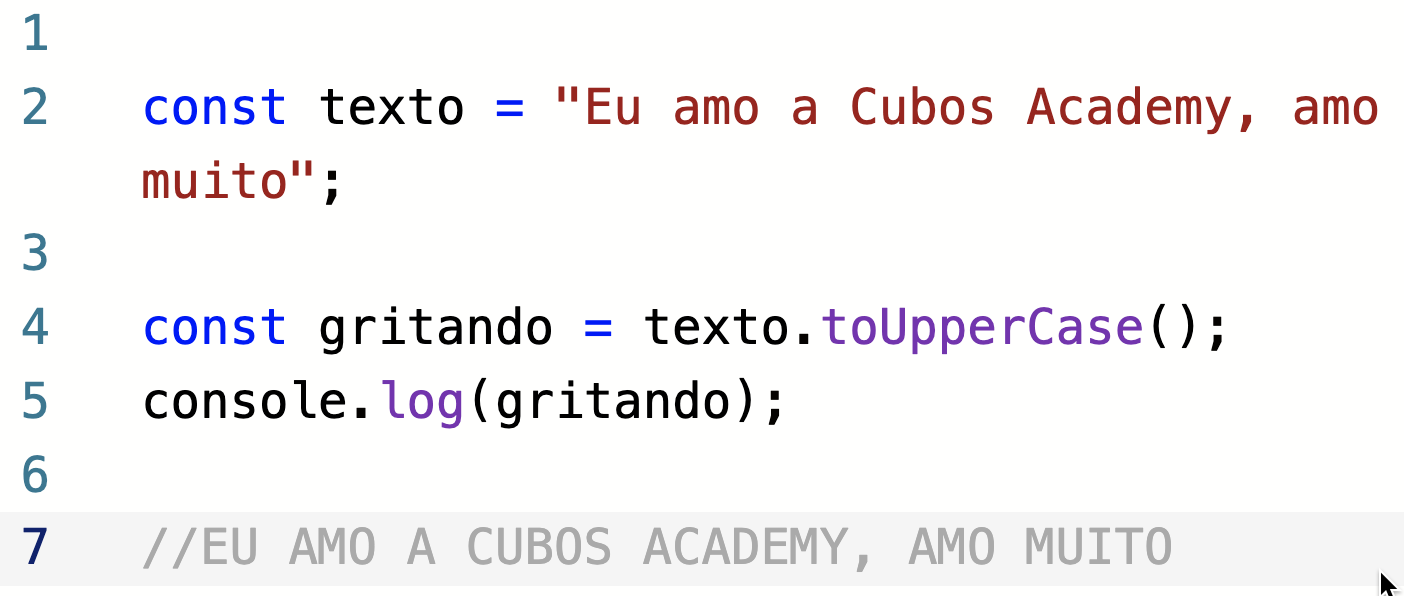 1
2 const texto = "Eu amo a Cubos Academy, amo
muito";
3
4 const gritando = texto.toUpperCase();
5 console.log(gritando);
6
7 //EU AMO A CUBOS ACADEMY, AMO MUITO